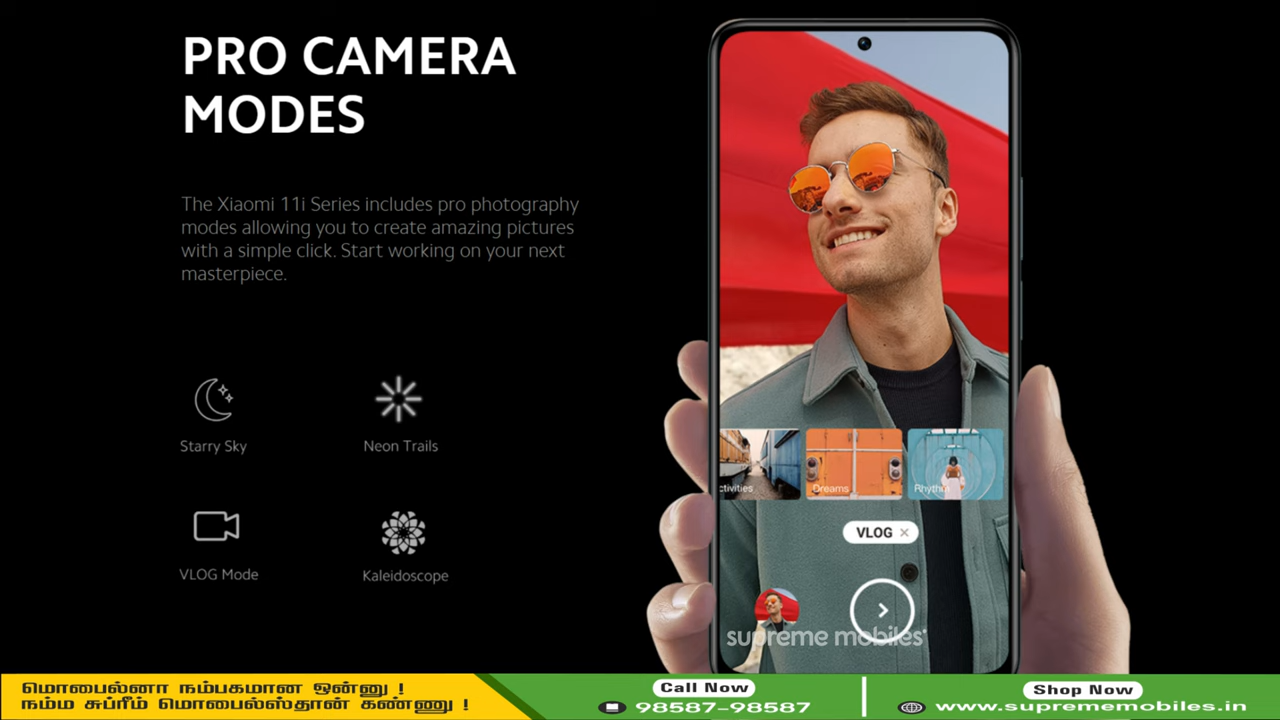 PRO CAMERA
MODES
The Xiaomi 11i Series includes pro photography
modes allowing you to create amazing pictures
with a simple click. Start working on your next
masterpiece.
Starry Sky
Neon Trails
VLOG Mode
Kaleidoscope
ctivities
Dreams
Rhythm
VLOG ×
supreme mobiles
மொபைல்னா நம்பகமான ஒன்னு !
நம்ம சுப்ரீம் மொபைல்ஸ்தான் கண்ணு !
Call Now
98587-98587
Shop Now
www.suprememobiles.in